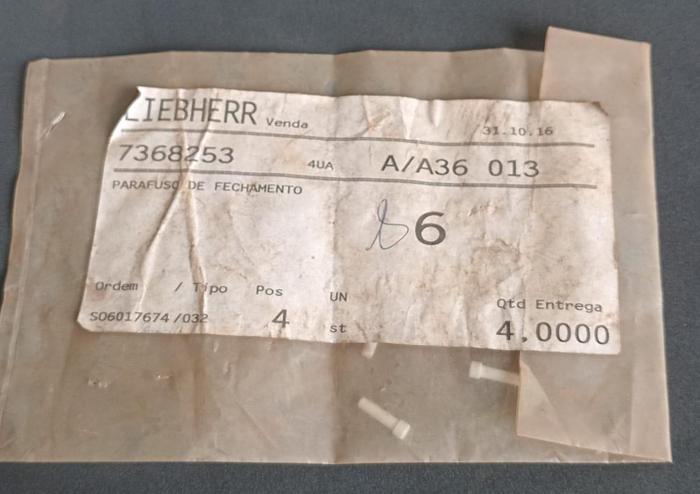 LIEBHERR Venda 31.10.16
7368253 4UA A/A36 013
PARAFUSO DE FECHAMENTO
6
Ordem / Tipo Pos UN Qtd Entrega
S06017674/032 4 st 4,0000